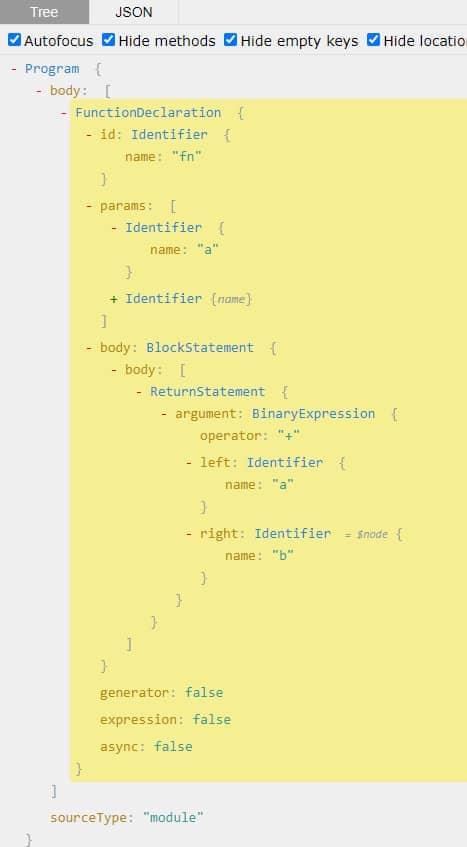 Tree JSON
Autofocus Hide methods Hide empty keys Hide locatio
- Program {
- body: [
- FunctionDeclaration {
- id: Identifier {
name: "fn"
}
- params: [
- Identifier {
name: "a"
}
+ Identifier {name}
]
- body: BlockStatement {
- body: [
- ReturnStatement {
- argument: BinaryExpression {
operator: "+"
- left: Identifier {
name: "a"
}
- right: Identifier = $node {
name: "b"
}
}
}
]
}
generator: false
expression: false
async: false
}
]
sourceType: "module"
}